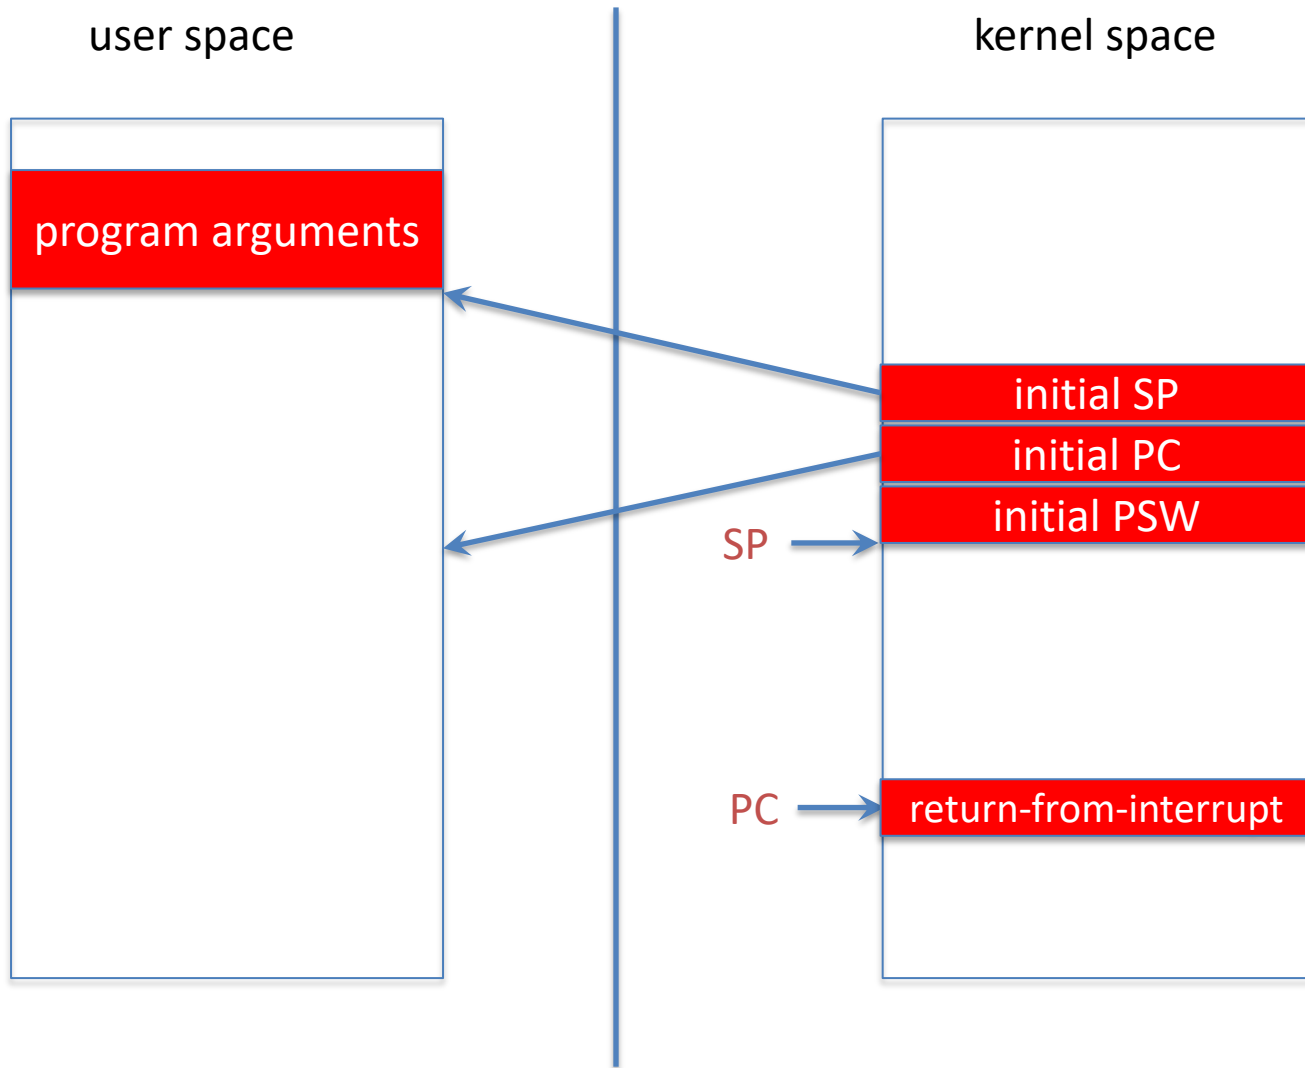 user space
kernel space
program arguments
initial SP
initial PC
initial PSW
SP
PC
return-from-interrupt